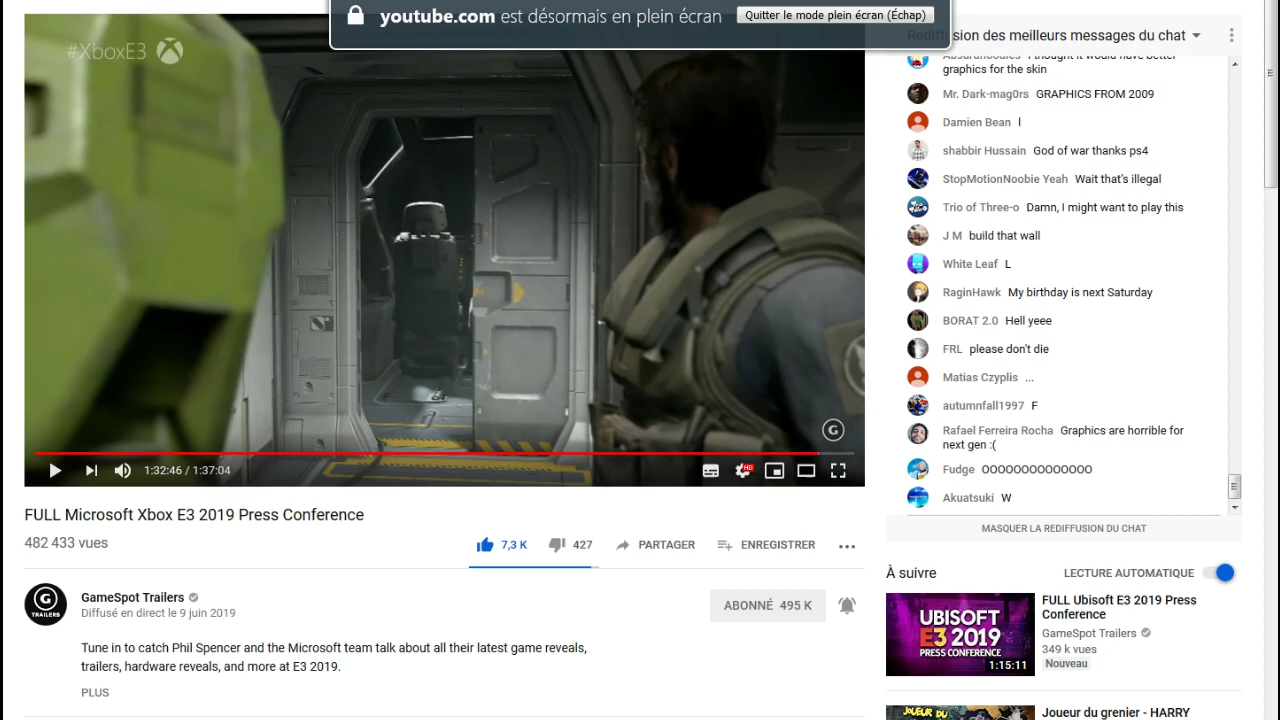 youtube.com est désormais en plein écran
Quitter le mode plein écran (Échap)
#XboxE3
1:32:46 / 1:37:04
HD
G
FULL Microsoft Xbox E3 2019 Press Conference
482 433 vues
7,3 K
427
PARTAGER
ENREGISTRER
G
TRAILERS
GameSpot Trailers
Diffusé en direct le 9 juin 2019
ABONNÉ 495 K
Tune in to catch Phil Spencer and the Microsoft team talk about all their latest game reveals,
trailers, hardware reveals, and more at E3 2019.
PLUS
Rediffusion des meilleurs messages du chat
I thought it would have better
graphics for the skin
Mr. Dark-mag0rs GRAPHICS FROM 2009
Damien Bean l
shabbir Hussain God of war thanks ps4
StopMotionNoobie Yeah Wait that's illegal
Trio of Three-o Damn, I might want to play this
J M build that wall
White Leaf L
RaginHawk My birthday is next Saturday
BORAT 2.0 Hell yeee
FRL please don't die
Matias Czyplis ...
autumnfall1997 F
Rafael Ferreira Rocha Graphics are horrible for
next gen :(
Fudge OOOOOOOOOOOOOO
Akuatsuki W
MASQUER LA REDIFFUSION DU CHAT
À suivre
LECTURE AUTOMATIQUE
UBISOFT
E3 2019
PRESS CONFERENCE
1:15:11
FULL Ubisoft E3 2019 Press
Conference
GameSpot Trailers
349 k vues
Nouveau
JOUEUR DU
Joueur du grenier - HARRY